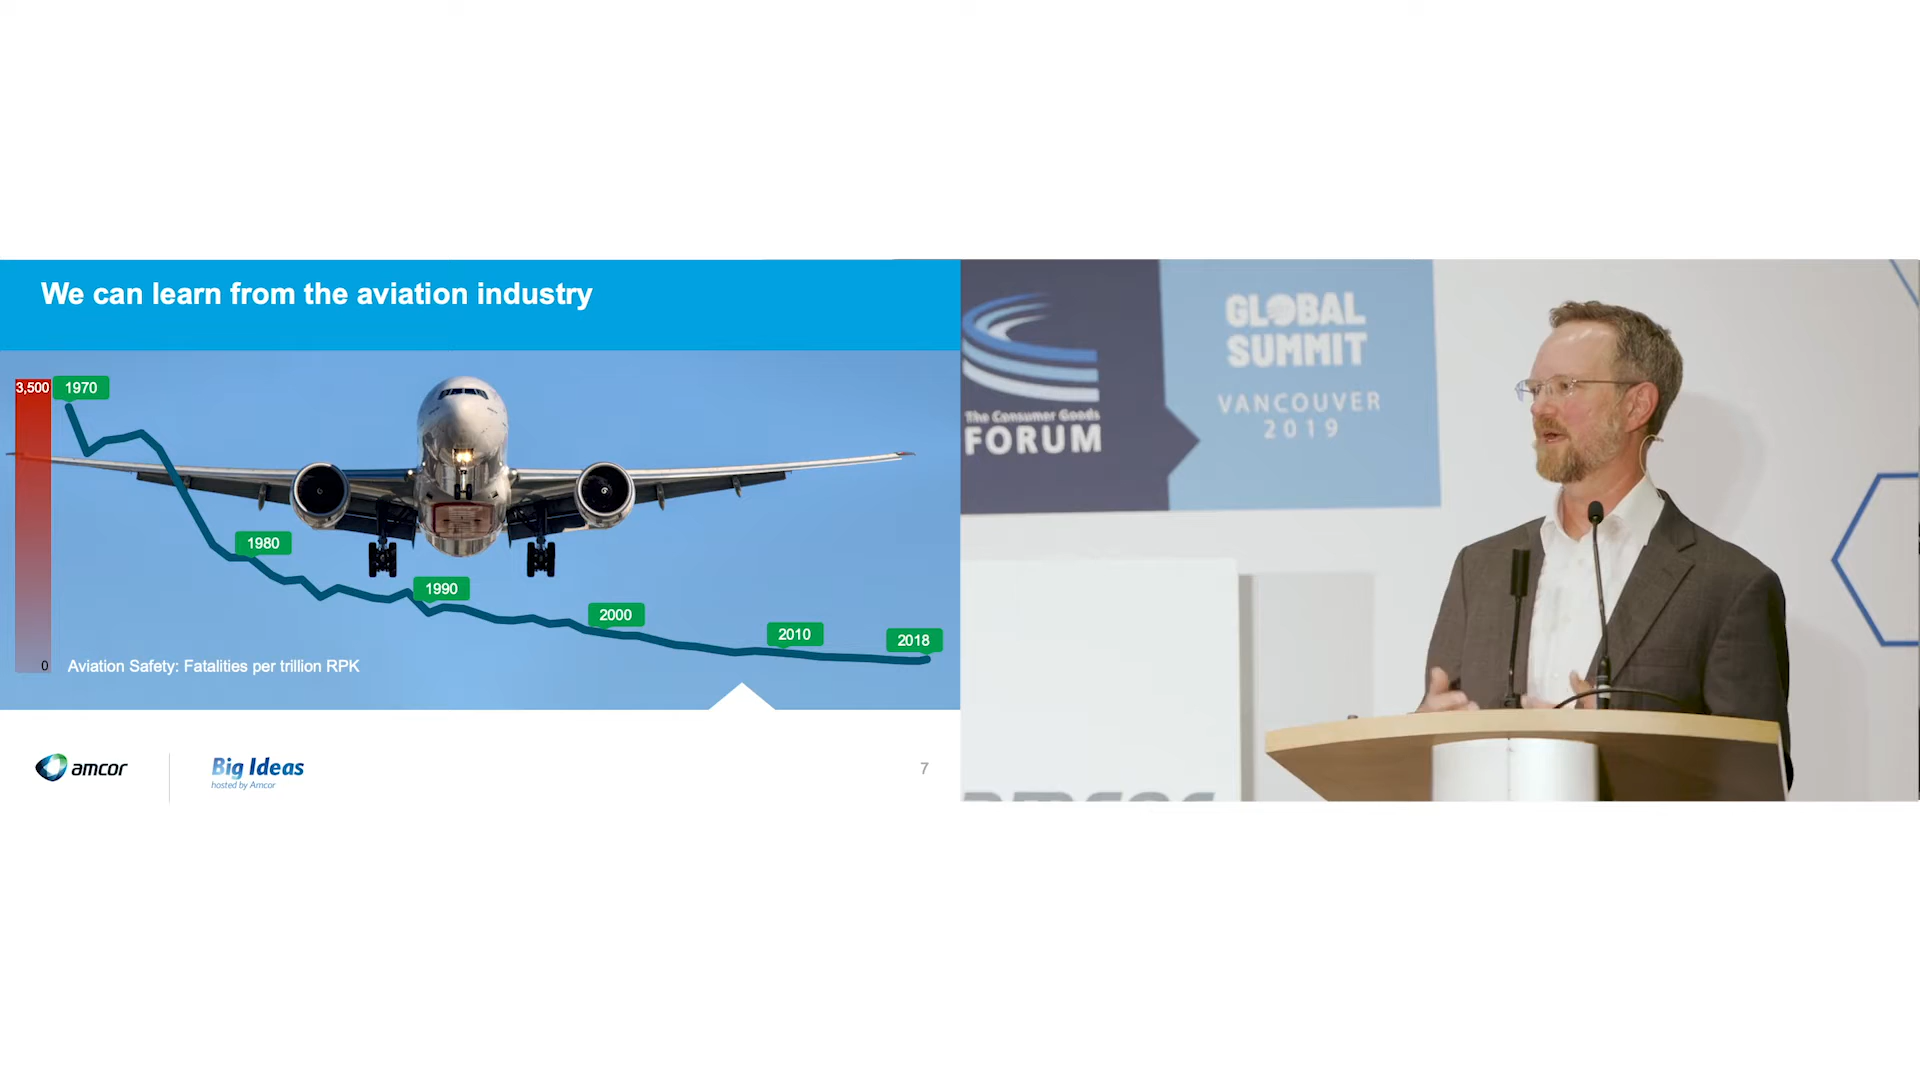 We can learn from the aviation industry
3,500
1970
1980
1990
2000
2010
2018
0
Aviation Safety: Fatalities per trillion RPK
amcor
Big Ideas
hosted by Amcor
7
The Consumer Goods
FORUM
GLOBAL
SUMMIT
VANCOUVER
2019
amcor